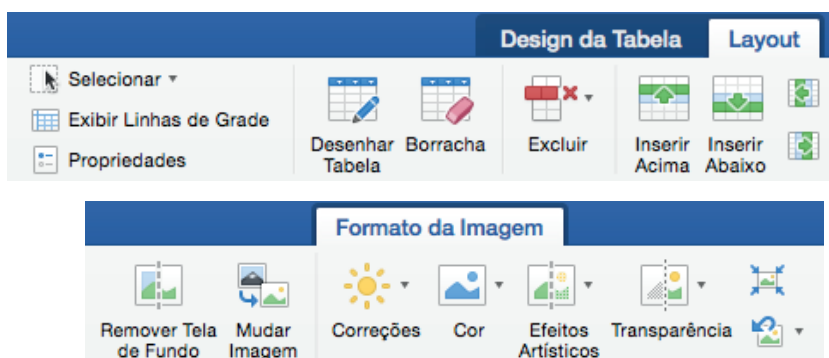 Design da Tabela Layout
Selecionar
Exibir Linhas de Grade
Propriedades
Desenhar Tabela
Borracha
Excluir
Inserir Acima
Inserir Abaixo
Formato da Imagem
Remover Tela de Fundo
Mudar Imagem
Correções
Cor
Efeitos Artísticos
Transparência